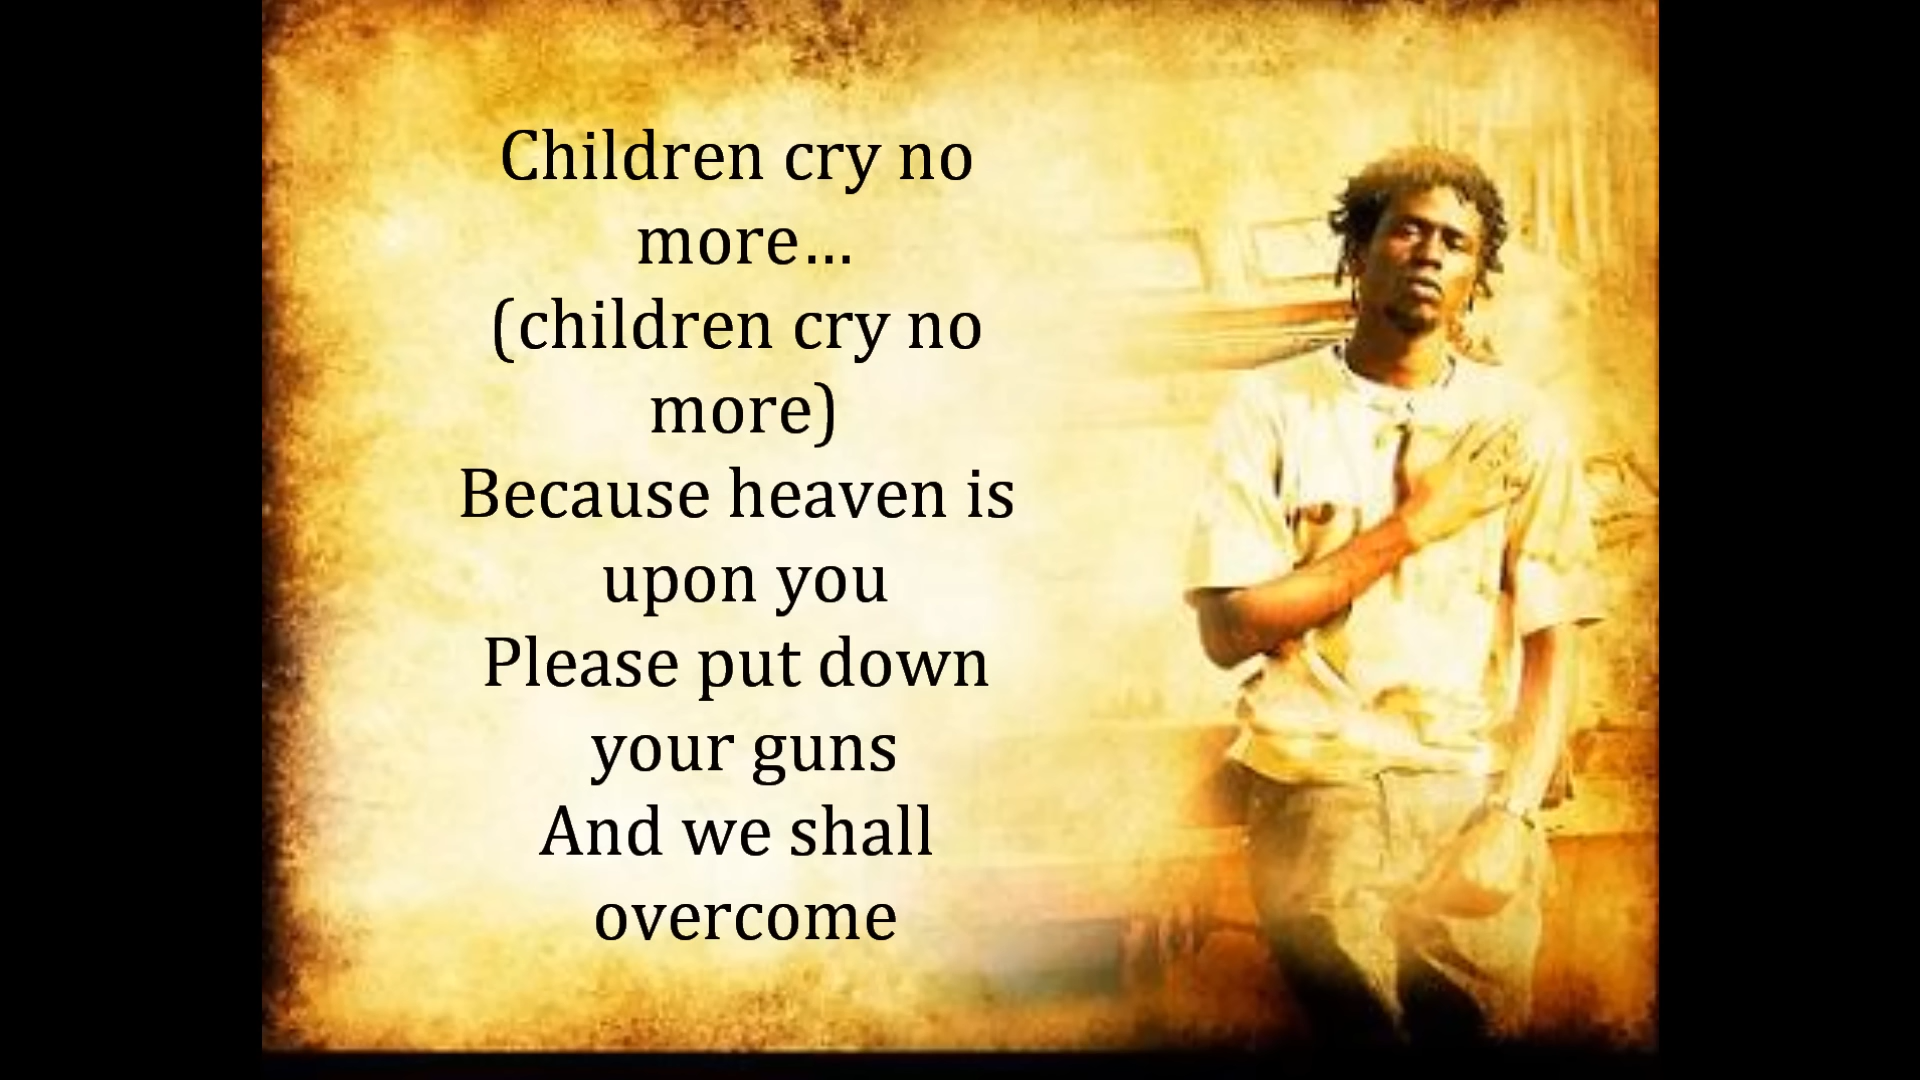 Children cry no
more…
(children cry no
more)
Because heaven is
upon you
Please put down
your guns
And we shall
overcome